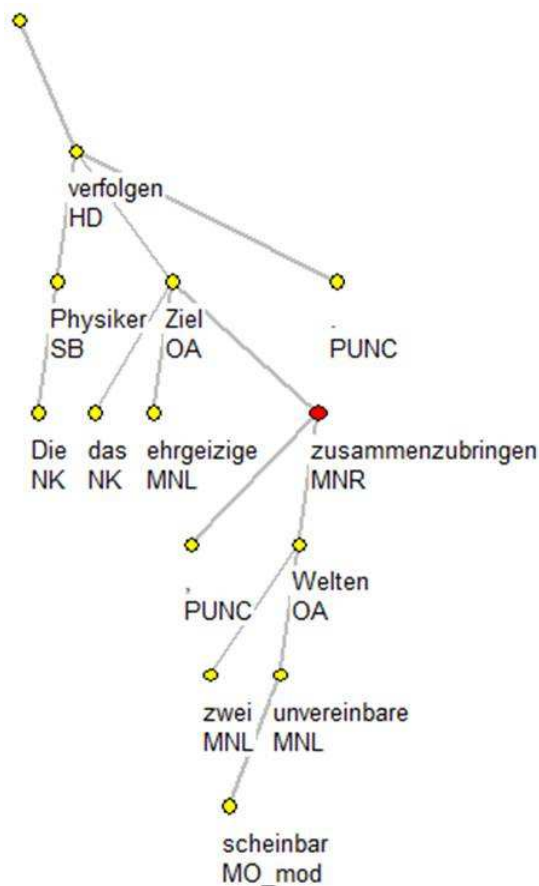 verfolgen
HD
Physiker Ziel .
SB OA PUNC
Die das ehrgeizige zusammenzubringen
NK NK MNL MNR
, Welten
PUNC OA
zwei unvereinbare
MNL MNL
scheinbar
MO_mod